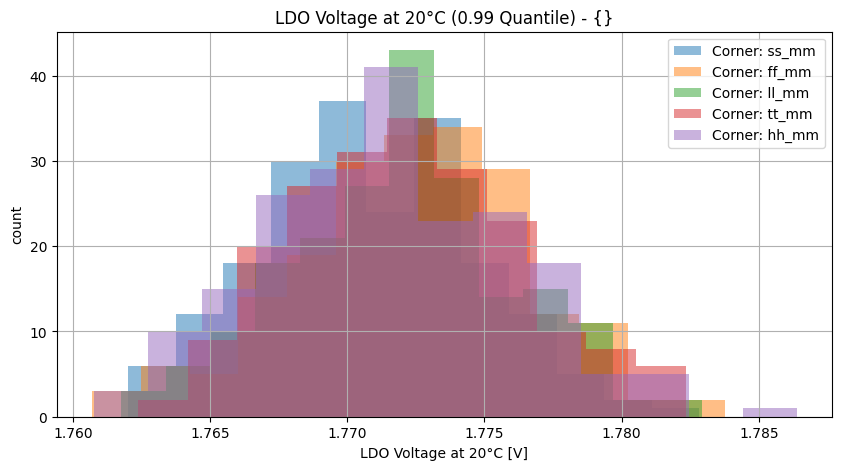 LDO Voltage at 20°C (0.99 Quantile) - {}
Corner: ss_mm
Corner: ff_mm
Corner: ll_mm
Corner: tt_mm
Corner: hh_mm
count
40
30
20
10
0
1.760 1.765 1.770 1.775 1.780 1.785
LDO Voltage at 20°C [V]